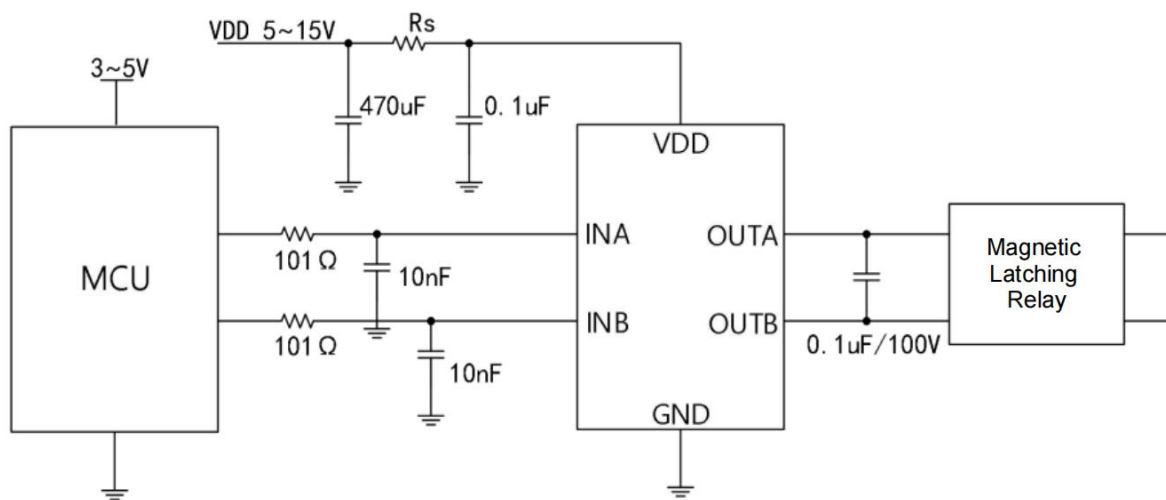 VDD 5~15V
Rs
3~5V
470uF
0.1uF
VDD
MCU
101Ω
10nF
INA
OUTA
101Ω
10nF
INB
OUTB
0.1uF/100V
GND
Magnetic
Latching
Relay